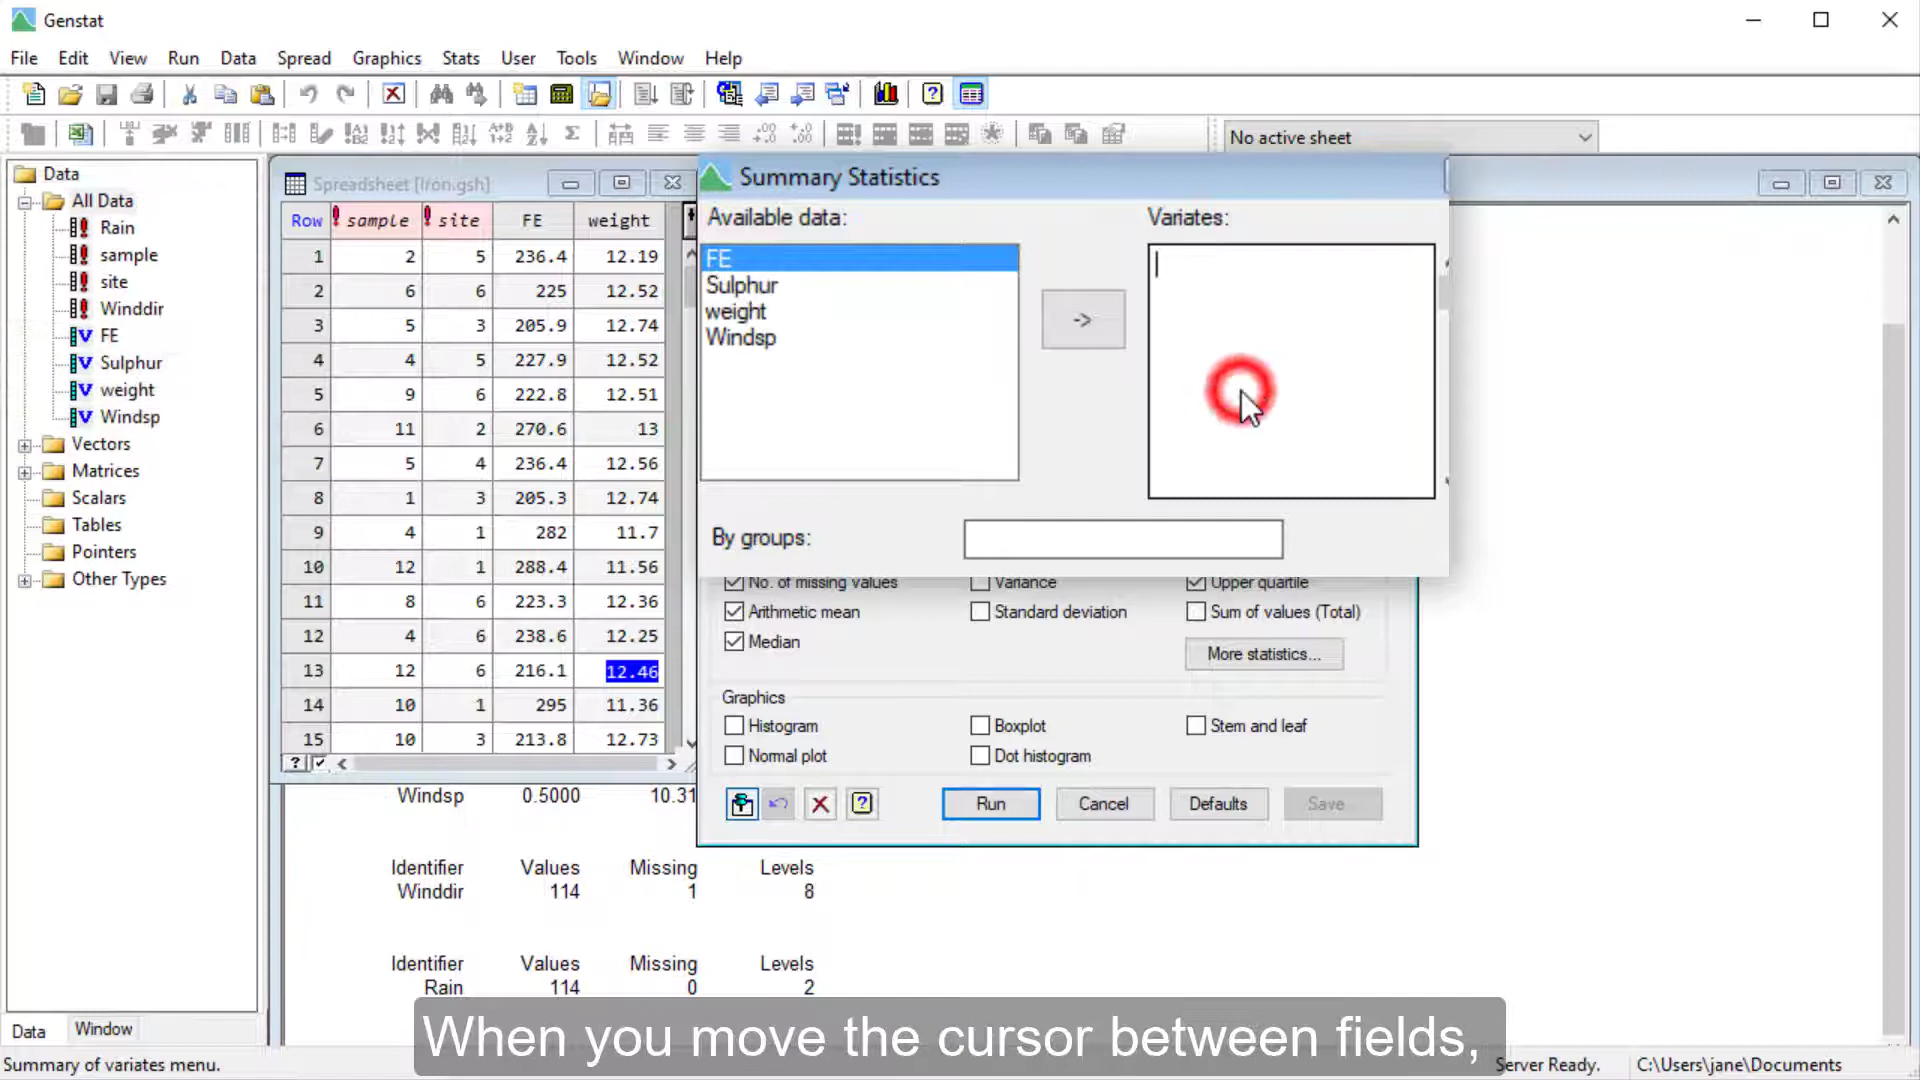 Genstat
File Edit View Run Data Spread Graphics Stats User Tools Window Help
No active sheet
Data
All Data
Rain
sample
site
Winddir
FE
Sulphur
weight
Windsp
Vectors
Matrices
Scalars
Tables
Pointers
Other Types
Data Window
Spreadsheet [Iron.gsh]
Row sample site FE weight
1 2 5 236.4 12.19
2 6 6 225 12.52
3 5 3 205.9 12.74
4 4 5 227.9 12.52
5 9 6 222.8 12.51
6 11 2 270.6 13
7 5 4 236.4 12.56
8 1 3 205.3 12.74
9 4 1 282 11.7
10 12 1 288.4 11.56
11 8 6 223.3 12.36
12 4 6 238.6 12.25
13 12 6 216.1 12.46
14 10 1 295 11.36
15 10 3 213.8 12.73
Windsp 0.5000 10.31
Identifier Values Missing Levels
Winddir 114 1 8
Identifier Values Missing Levels
Rain 114 0 2
Summary Statistics
Available data: Variates:
FE
Sulphur
weight
Windsp
->
By groups:
No. of missing values Variance Upper quartile
Arithmetic mean Standard deviation Sum of values (Total)
Median
More statistics...
Graphics
Histogram Boxplot Stem and leaf
Normal plot Dot histogram
Run Cancel Defaults Save
When you move the cursor between fields,
Summary of variates menu. Server Ready. C:\Users\jane\Documents